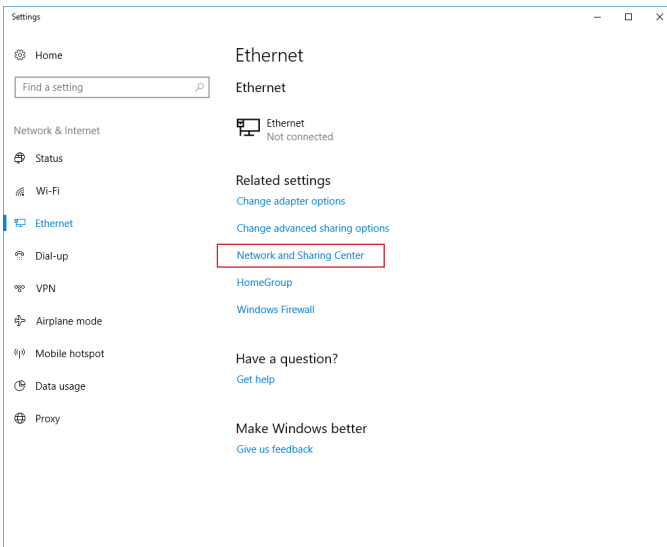 Settings
Home
Find a setting
Network & Internet
Status
Wi-Fi
Ethernet
Dial-up
VPN
Airplane mode
Mobile hotspot
Data usage
Proxy
Ethernet
Ethernet
Ethernet
Not connected
Related settings
Change adapter options
Change advanced sharing options
Network and Sharing Center
HomeGroup
Windows Firewall
Have a question?
Get help
Make Windows better
Give us feedback